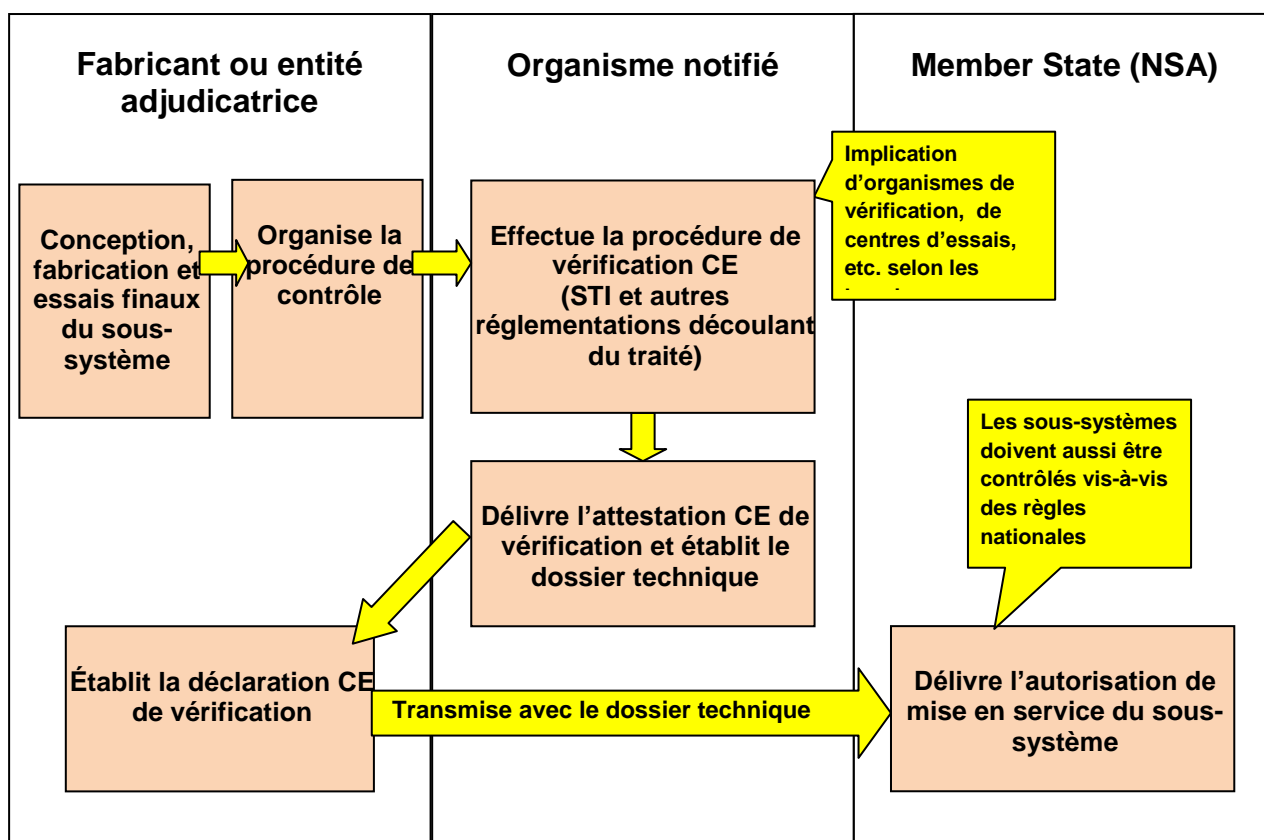 Fabricant ou entité
adjudicatrice
Organisme notifié
Member State (NSA)
Conception,
fabrication et
essais finaux
du sous-
système
Organise la
procédure de
contrôle
Effectue la procédure de
vérification CE
(STI et autres
réglementations découlant
du traité)
Implication
d’organismes de
vérification, de
centres d’essais,
etc. selon les
Délivre l’attestation CE de
vérification et établit le
dossier technique
Les sous-systèmes
doivent aussi être
contrôlés vis-à-vis
des règles
nationales
Établit la déclaration CE
de vérification
Transmise avec le dossier technique
Délivre l’autorisation de
mise en service du sous-
système